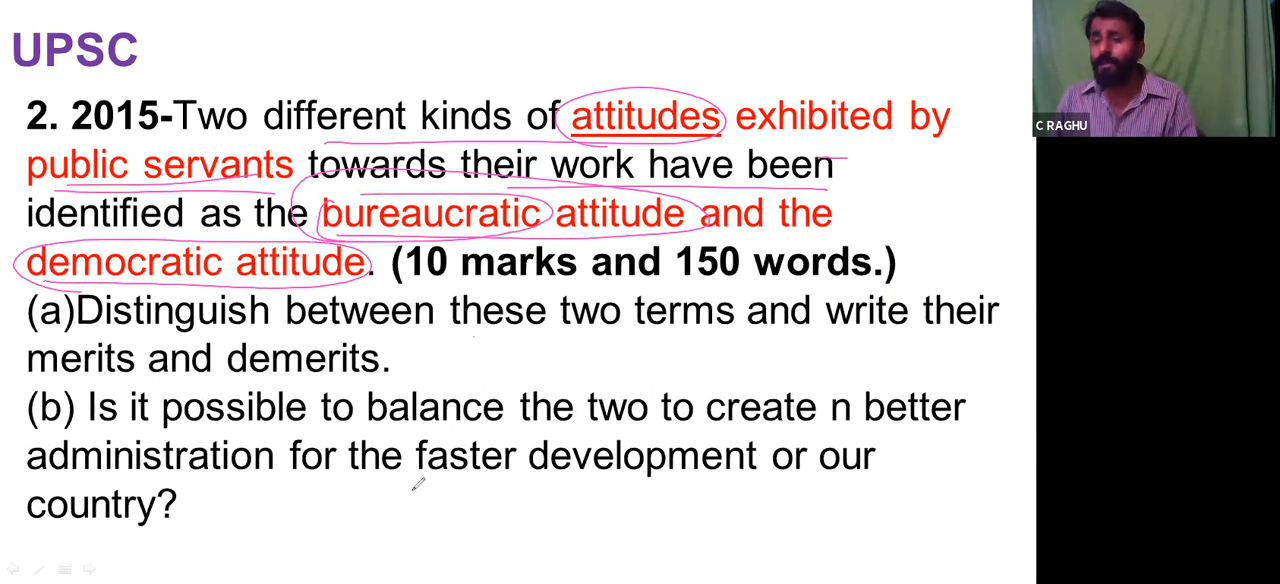 UPSC
2. 2015-Two different kinds of attitudes exhibited by
public servants towards their work have been
identified as the bureaucratic attitude and the
democratic attitude. (10 marks and 150 words.)
(a)Distinguish between these two terms and write their
merits and demerits.
(b) Is it possible to balance the two to create n better
administration for the faster development or our
country?
C RAGHU